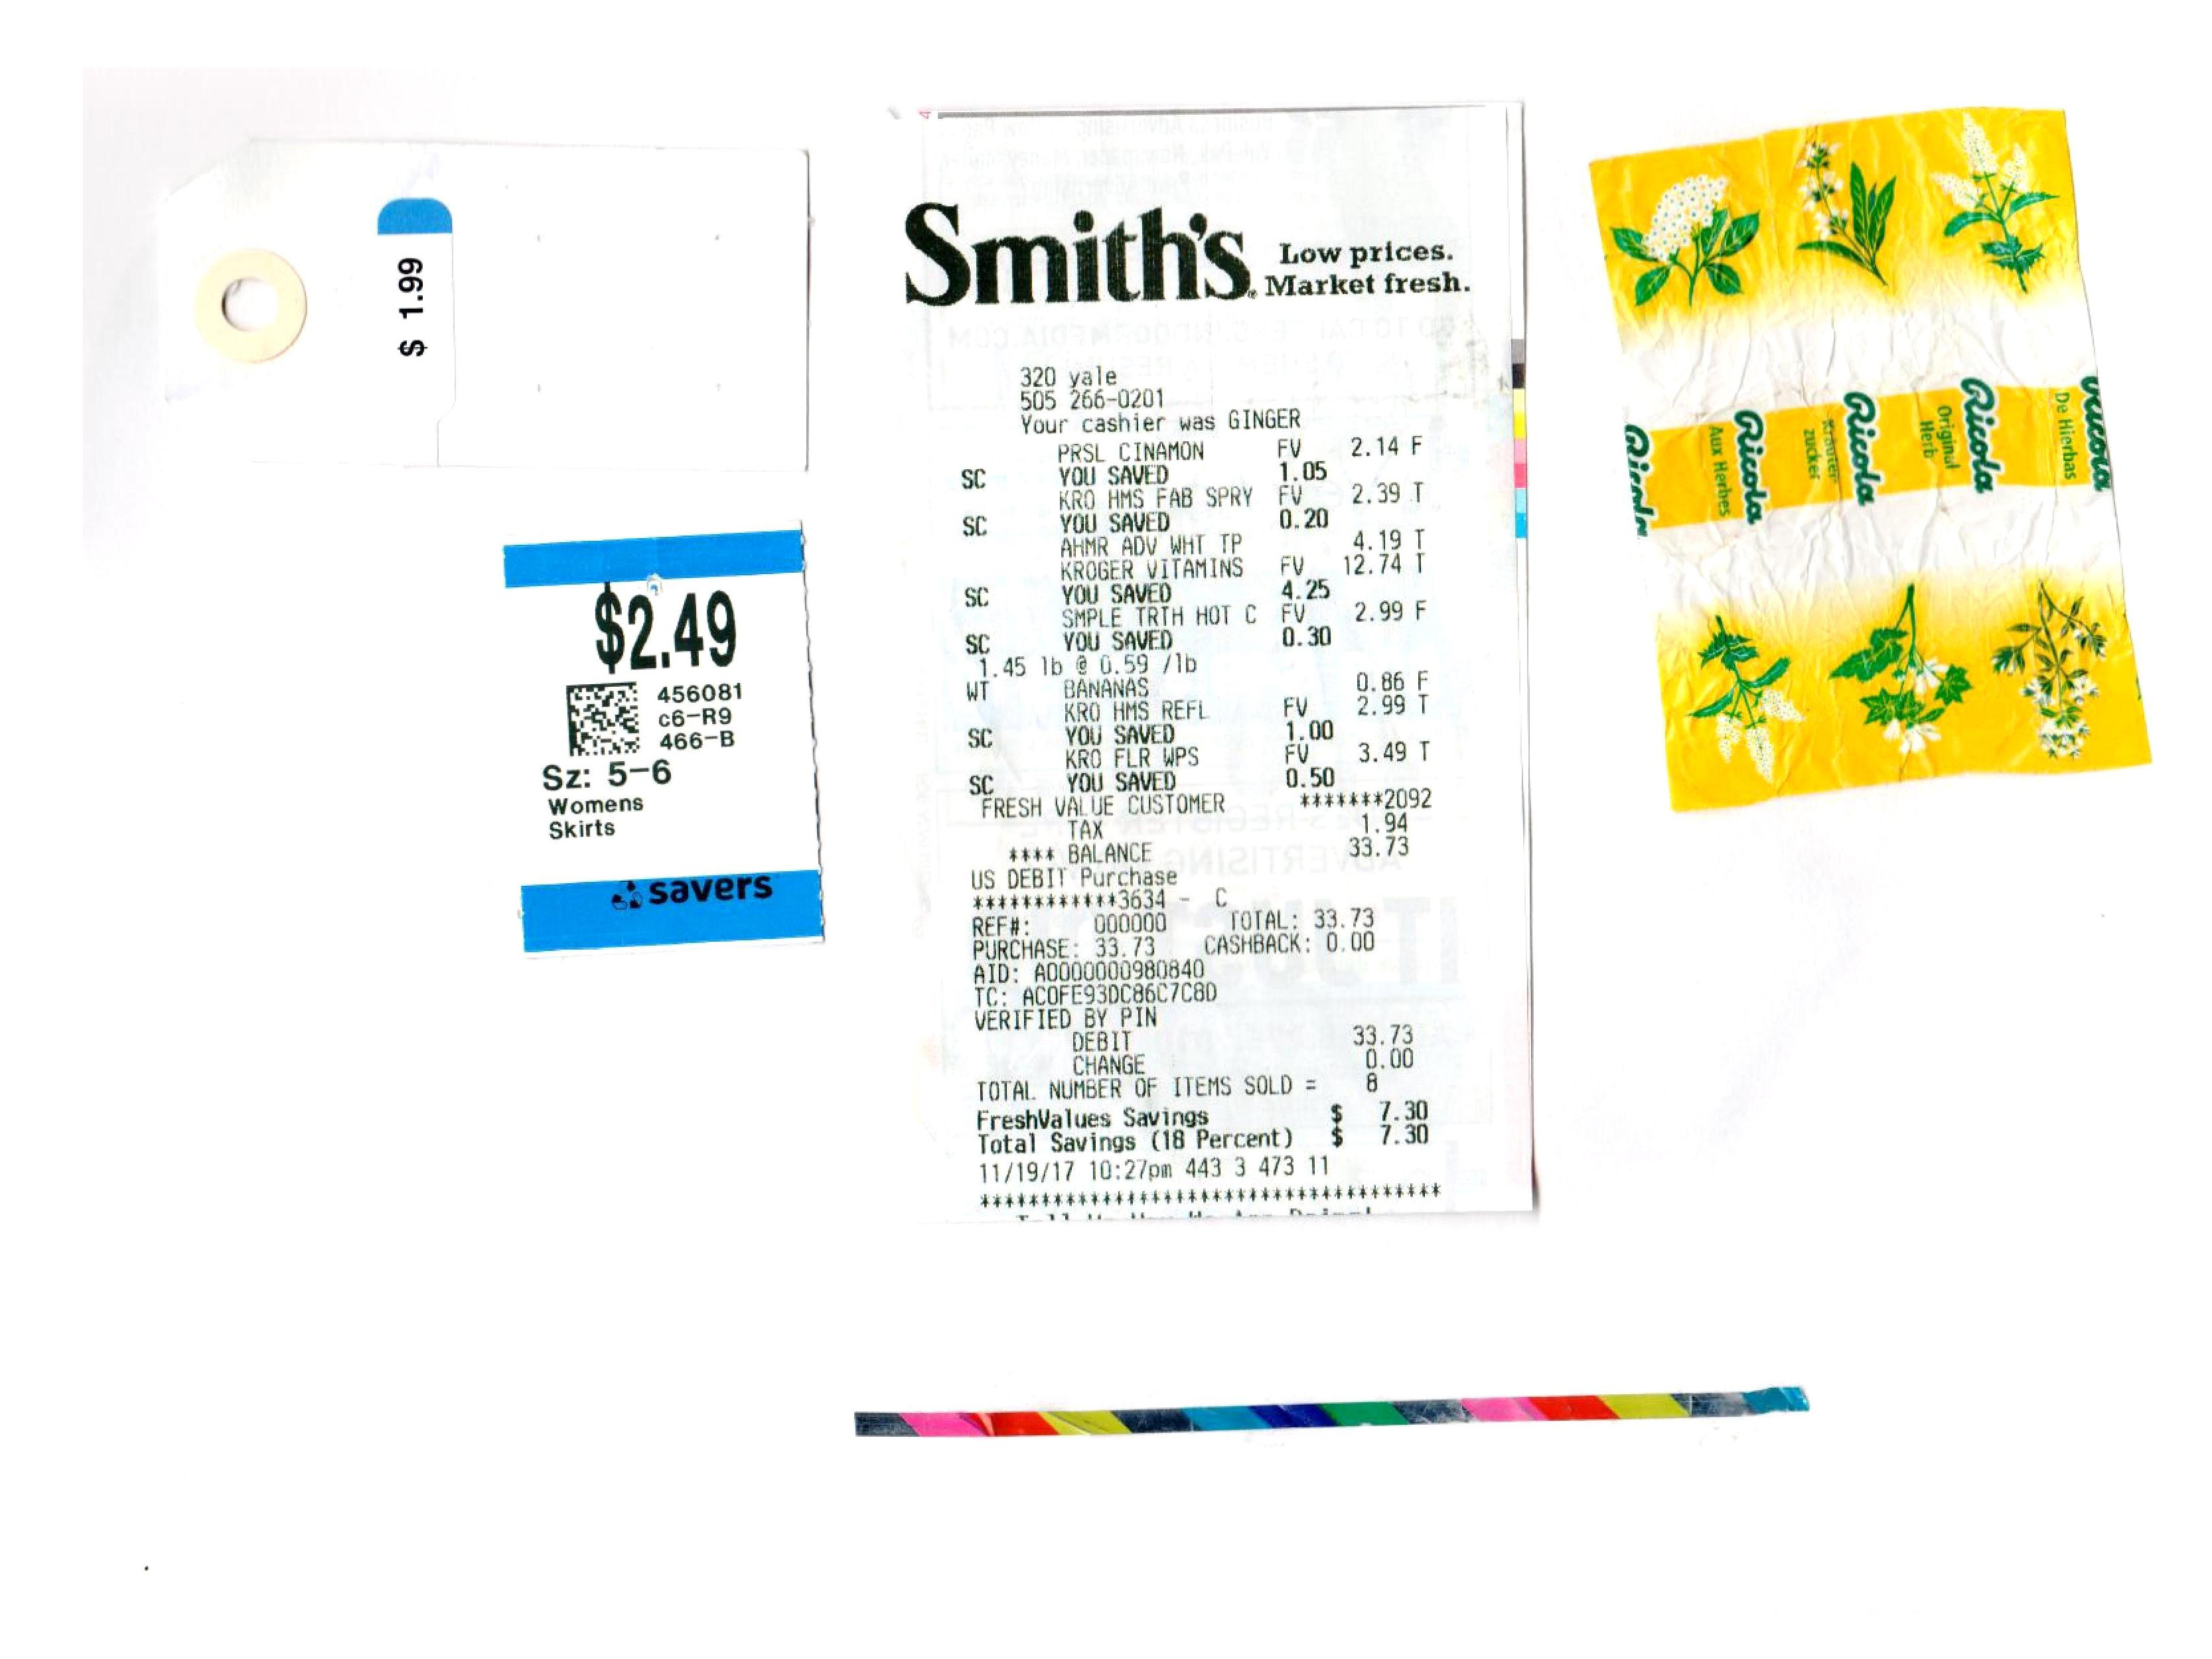 $ 1.99
$2.49
456081
c6-R9
466-B
Sz: 5-6
Womens
Skirts
savers
Smith's
Low prices.
Market fresh.
320 yale
505 266-0201
Your cashier was GINGER
PRSL CINAMON FV 2.14 F
SC YOU SAVED 1.05
KRO HMS FAB SPRY FV 2.39 T
SC YOU SAVED 0.20
AHMR ADV WHT TP 4.19 T
KROGER VITAMINS FV 12.74 T
SC YOU SAVED 4.25
SMPLE TRTH HOT C FV 2.99 F
SC YOU SAVED 0.30
1.45 lb @ 0.59 /lb
WT BANANAS 0.86 F
KRO HMS REFL FV 2.99 T
SC YOU SAVED 1.00
KRO FLR WPS FV 3.49 T
SC YOU SAVED 0.50
FRESH VALUE CUSTOMER *******2092
TAX 1.94
**** BALANCE 33.73
US DEBIT Purchase
************3634 - C
REF#: 000000 TOTAL: 33.73
PURCHASE: 33.73 CASHBACK: 0.00
AID: A0000000980840
TC: AC0FE93DC86C7C8D
VERIFIED BY PIN
DEBIT 33.73
CHANGE 0.00
TOTAL NUMBER OF ITEMS SOLD = 8
FreshValues Savings $ 7.30
Total Savings (18 Percent) $ 7.30
11/19/17 10:27pm 443 3 473 11
*************************************
Ricola
Ricola
Aux Herbes
Ricola
Kräuter-
zucker
Ricola
Original
Herb
Ricola
De Hierbas